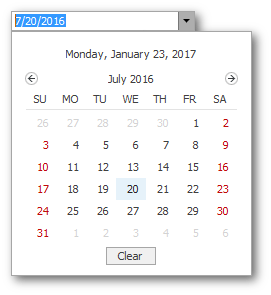 7/20/2016
Monday, January 23, 2017
July 2016
SU MO TU WE TH FR SA
26 27 28 29 30 1 2
3 4 5 6 7 8 9
10 11 12 13 14 15 16
17 18 19 20 21 22 23
24 25 26 27 28 29 30
31 1 2 3 4 5 6
Clear